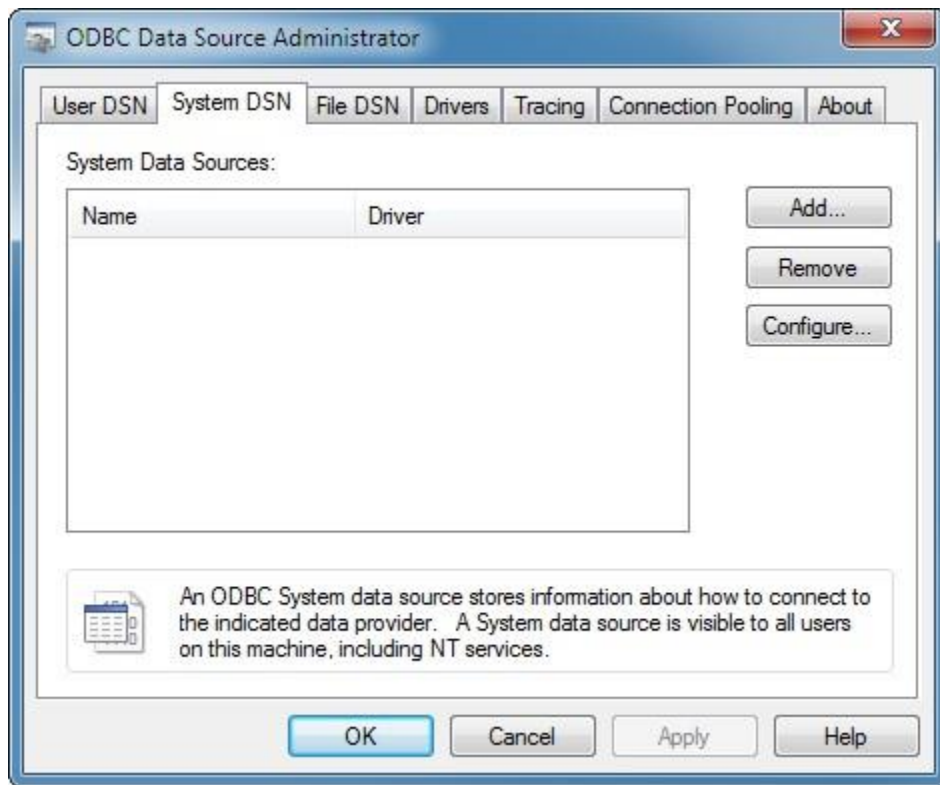 ODBC Data Source Administrator
User DSN System DSN File DSN Drivers Tracing Connection Pooling About
System Data Sources:
Name Driver
Add...
Remove
Configure...
An ODBC System data source stores information about how to connect to
the indicated data provider. A System data source is visible to all users
on this machine, including NT services.
OK Cancel Apply Help